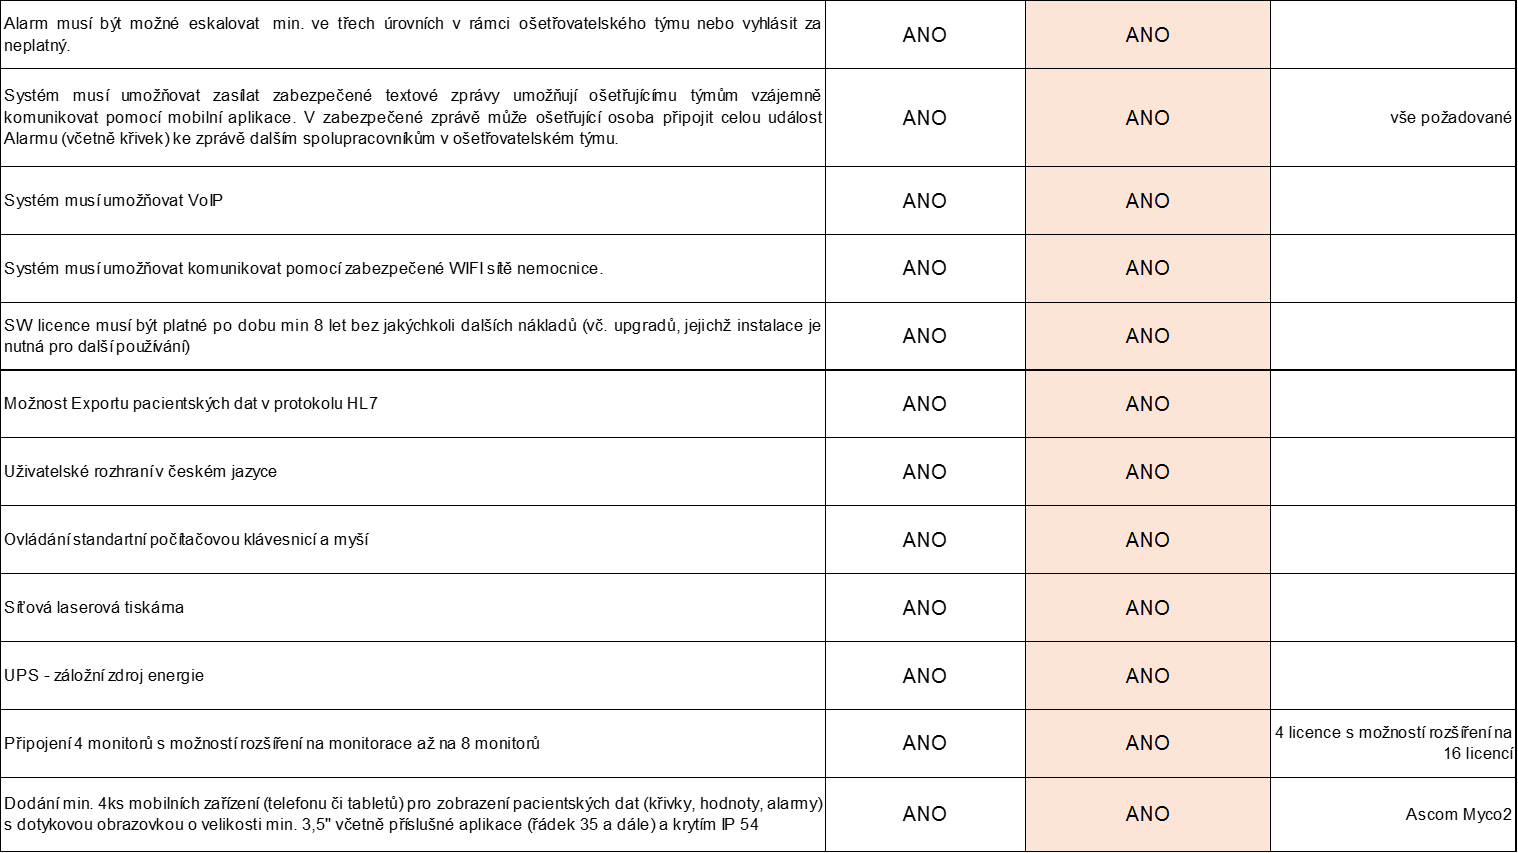 Alarm musí být možné eskalovat min. ve třech úrovních v rámci ošetřovatelského týmu nebo vyhlásit za
neplatný.
ANO
ANO
Systém musí umožňovat zasílat zabezpečené textové zprávy umožňují ošetřujícímu týmům vzájemně
komunikovat pomocí mobilní aplikace. V zabezpečené zprávě může ošetřující osoba připojit celou událost
Alarmu (včetně křivek) ke zprávě dalším spolupracovníkům v ošetřovatelském týmu.
ANO
ANO
vše požadované
Systém musí umožňovat VoIP
ANO
ANO
Systém musí umožňovat komunikovat pomocí zabezpečené WIFI sítě nemocnice.
ANO
ANO
SW licence musí být platné po dobu min 8 let bez jakýchkoli dalších nákladů (vč. upgradů, jejichž instalace je
nutná pro další používání)
ANO
ANO
Možnost Exportu pacientských dat v protokolu HL7
ANO
ANO
Uživatelské rozhraní v českém jazyce
ANO
ANO
Ovládání standartní počítačovou klávesnicí a myší
ANO
ANO
Síťová laserová tiskárna
ANO
ANO
UPS - záložní zdroj energie
ANO
ANO
Připojení 4 monitorů s možností rozšíření na monitorace až na 8 monitorů
ANO
ANO
4 licence s možností rozšíření na
16 licencí
Dodání min. 4ks mobilních zařízení (telefonu či tabletů) pro zobrazení pacientských dat (křivky, hodnoty, alarmy)
s dotykovou obrazovkou o velikosti min. 3,5" včetně příslušné aplikace (řádek 35 a dále) a krytím IP 54
ANO
ANO
Ascom Myco2